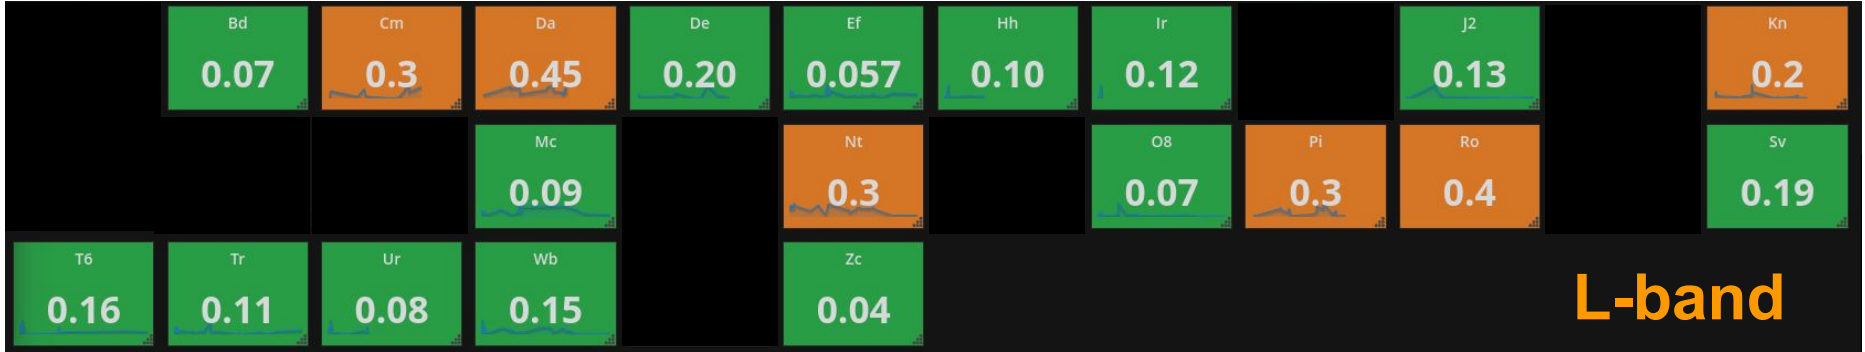 Bd Cm Da De Ef Hh Ir J2 Kn
0.07 0.3 0.45 0.20 0.057 0.10 0.12 0.13 0.2
Mc Nt O8 Pi Ro Sv
0.09 0.3 0.07 0.3 0.4 0.19
T6 Tr Ur Wb Zc
0.16 0.11 0.08 0.15 0.04
L-band